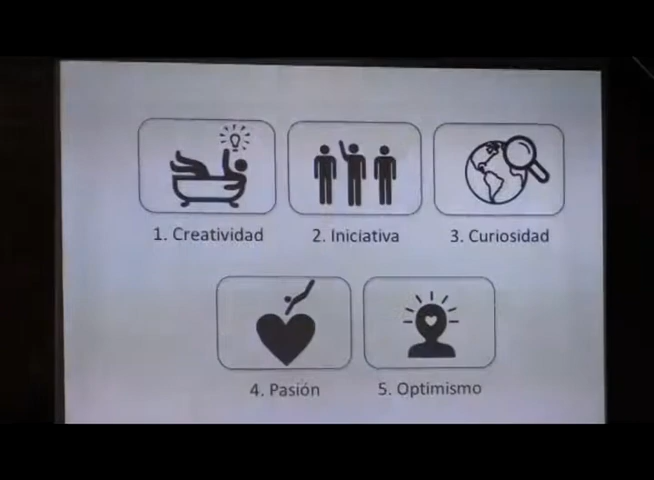 1. Creatividad
2. Iniciativa
3. Curiosidad
4. Pasión
5. Optimismo